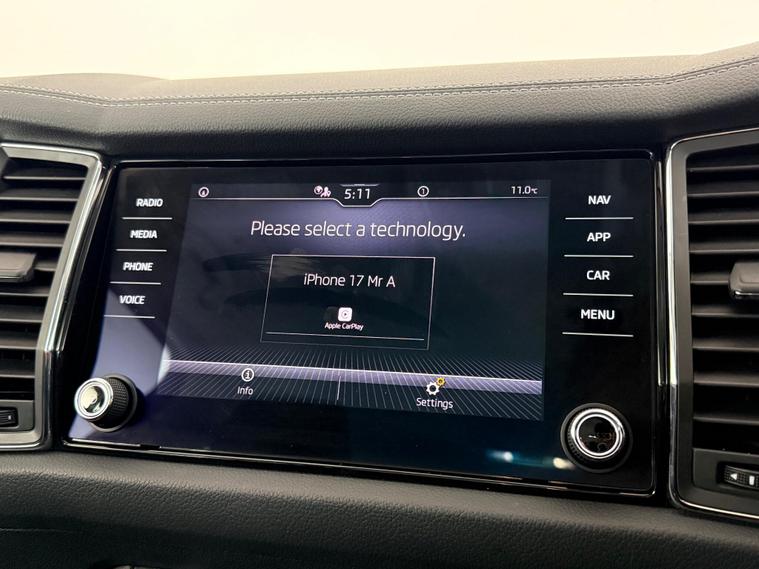 5:11
11.0°C
RADIO
MEDIA
PHONE
VOICE
Please select a technology.
iPhone 17 Mr A
Apple CarPlay
Info
Settings
NAV
APP
CAR
MENU